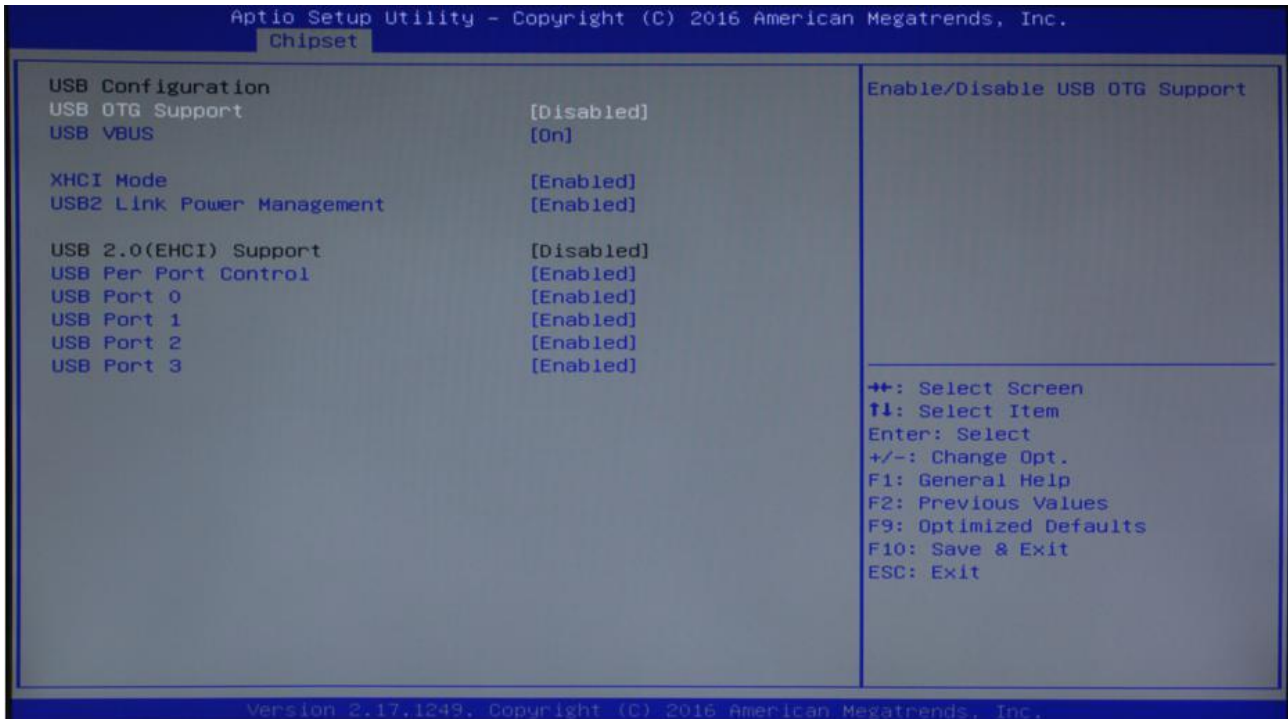 Aptio Setup Utility – Copyright (C) 2016 American Megatrends, Inc.
Chipset
USB Configuration
USB OTG Support [Disabled]
USB VBUS [On]
XHCI Mode [Enabled]
USB2 Link Power Management [Enabled]
USB 2.0(EHCI) Support [Disabled]
USB Per Port Control [Enabled]
USB Port 0 [Enabled]
USB Port 1 [Enabled]
USB Port 2 [Enabled]
USB Port 3 [Enabled]
Enable/Disable USB OTG Support
→←: Select Screen
↑↓: Select Item
Enter: Select
+/-: Change Opt.
F1: General Help
F2: Previous Values
F9: Optimized Defaults
F10: Save & Exit
ESC: Exit
Version 2.17.1249. Copyright (C) 2016 American Megatrends, Inc.